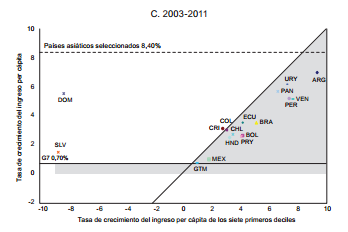 C. 2003-2011
Tasa de crecimiento del ingreso per cápita
10
8
6
4
2
0
-2
Países asiáticos seleccionados 8,40%
DOM
SLV
G7 0,70%
URY
ARG
PAN
VEN
PER
ECU
COL
BRA
CRI
CHL
BOL
HND
PRY
MEX
GTM
-10 -8 -6 -4 -2 0 2 4 6 8 10
Tasa de crecimiento del ingreso per cápita de los siete primeros deciles